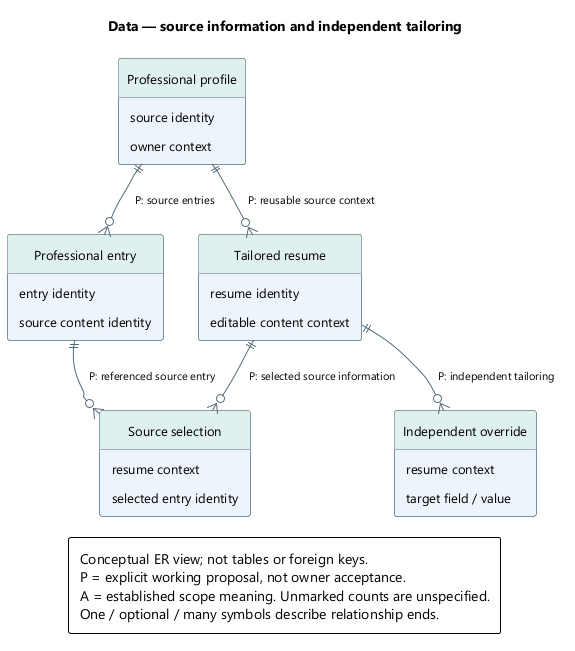 Data — source information and independent tailoring
Professional profile
source identity
owner context
P: source entries
P: reusable source context
Professional entry
entry identity
source content identity
Tailored resume
resume identity
editable content context
P: referenced source entry
P: selected source information
P: independent tailoring
Source selection
resume context
selected entry identity
Independent override
resume context
target field / value
Conceptual ER view; not tables or foreign keys.
P = explicit working proposal, not owner acceptance.
A = established scope meaning. Unmarked counts are unspecified.
One / optional / many symbols describe relationship ends.